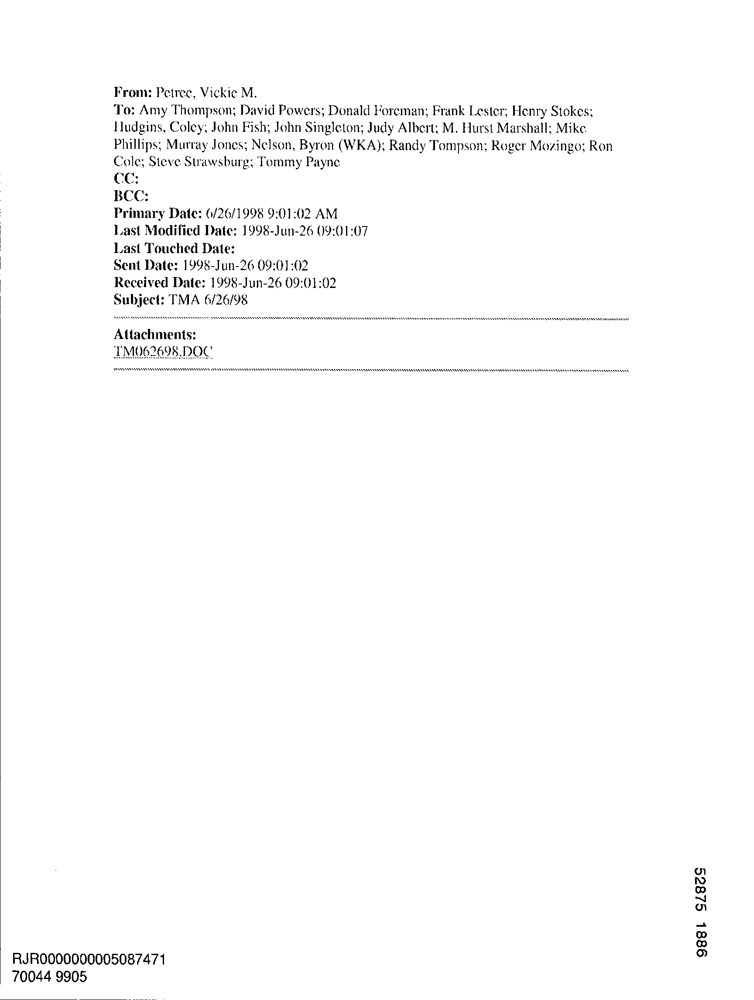 From: Petree, Vickie M.
To: Amy Thompson; David Powers; Donald Foreman; Frank Lester; Henry Stokes;
Hudgins, Coley; John Fish; John Singleton; Judy Albert; M. Hurst Marshall; Mike
Phillips; Murray Jones; Nelson, Byron (WKA); Randy Tompson; Roger Mozingo; Ron
Cole; Steve Strawsburg; Tommy Payne
CC:
BCC:
Primary Date: 6/26/1998 9:01:02 AM
Last Modified Date: 1998-Jun-26 09:01:07
Last Touched Date:
Sent Date: 1998-Jun-26 09:01:02
Received Date: 1998-Jun-26 09:01:02
Subject: TMA 6/26/98
Attachments:
TM062698.DOC
52875 1886
RJR0000000005087471
70044 9905